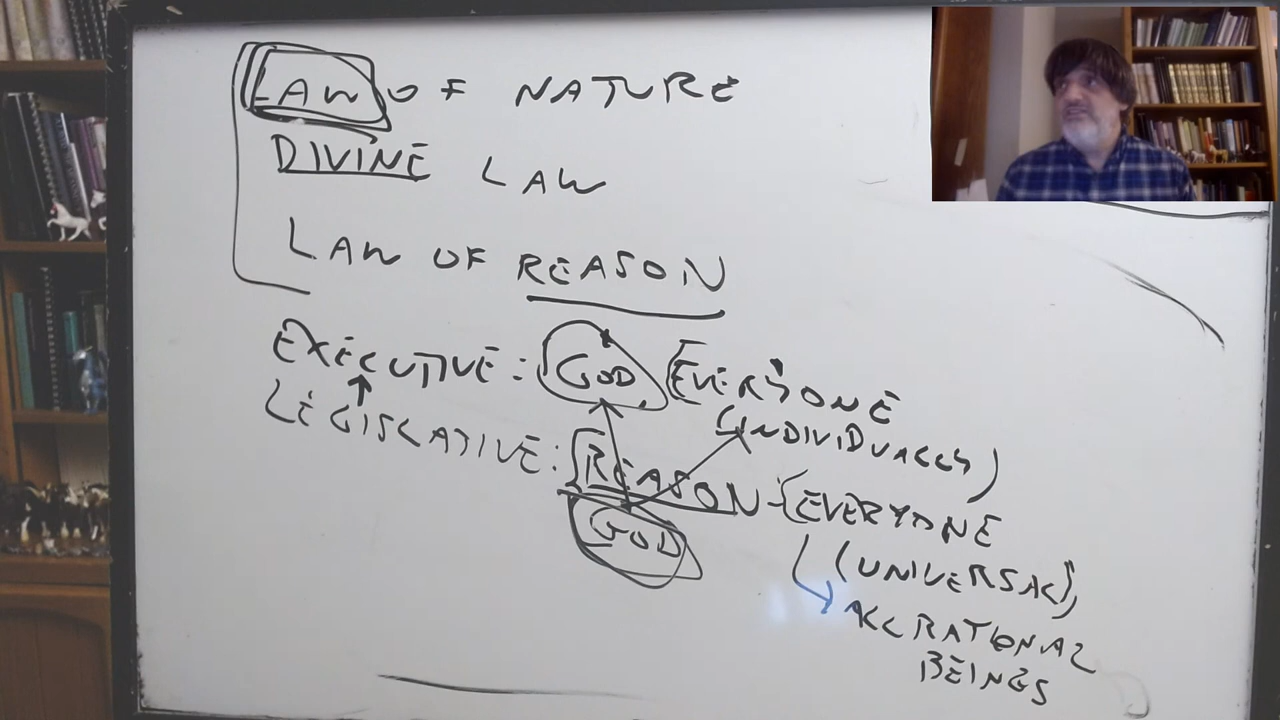 LAW OF NATURE
DIVINE LAW
LAW OF REASON
EXECUTIVE: GOD EVERYONE
(INDIVIDUALLY)
LEGISLATIVE: REASON - EVERYONE
GOD
(UNIVERSAL)
ALL RATIONAL
BEINGS